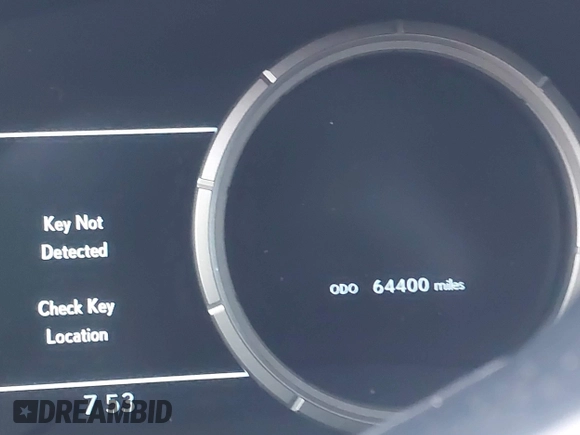 Key Not
Detected
Check Key
Location
ODO 64400 miles
7:53
DREAMBID